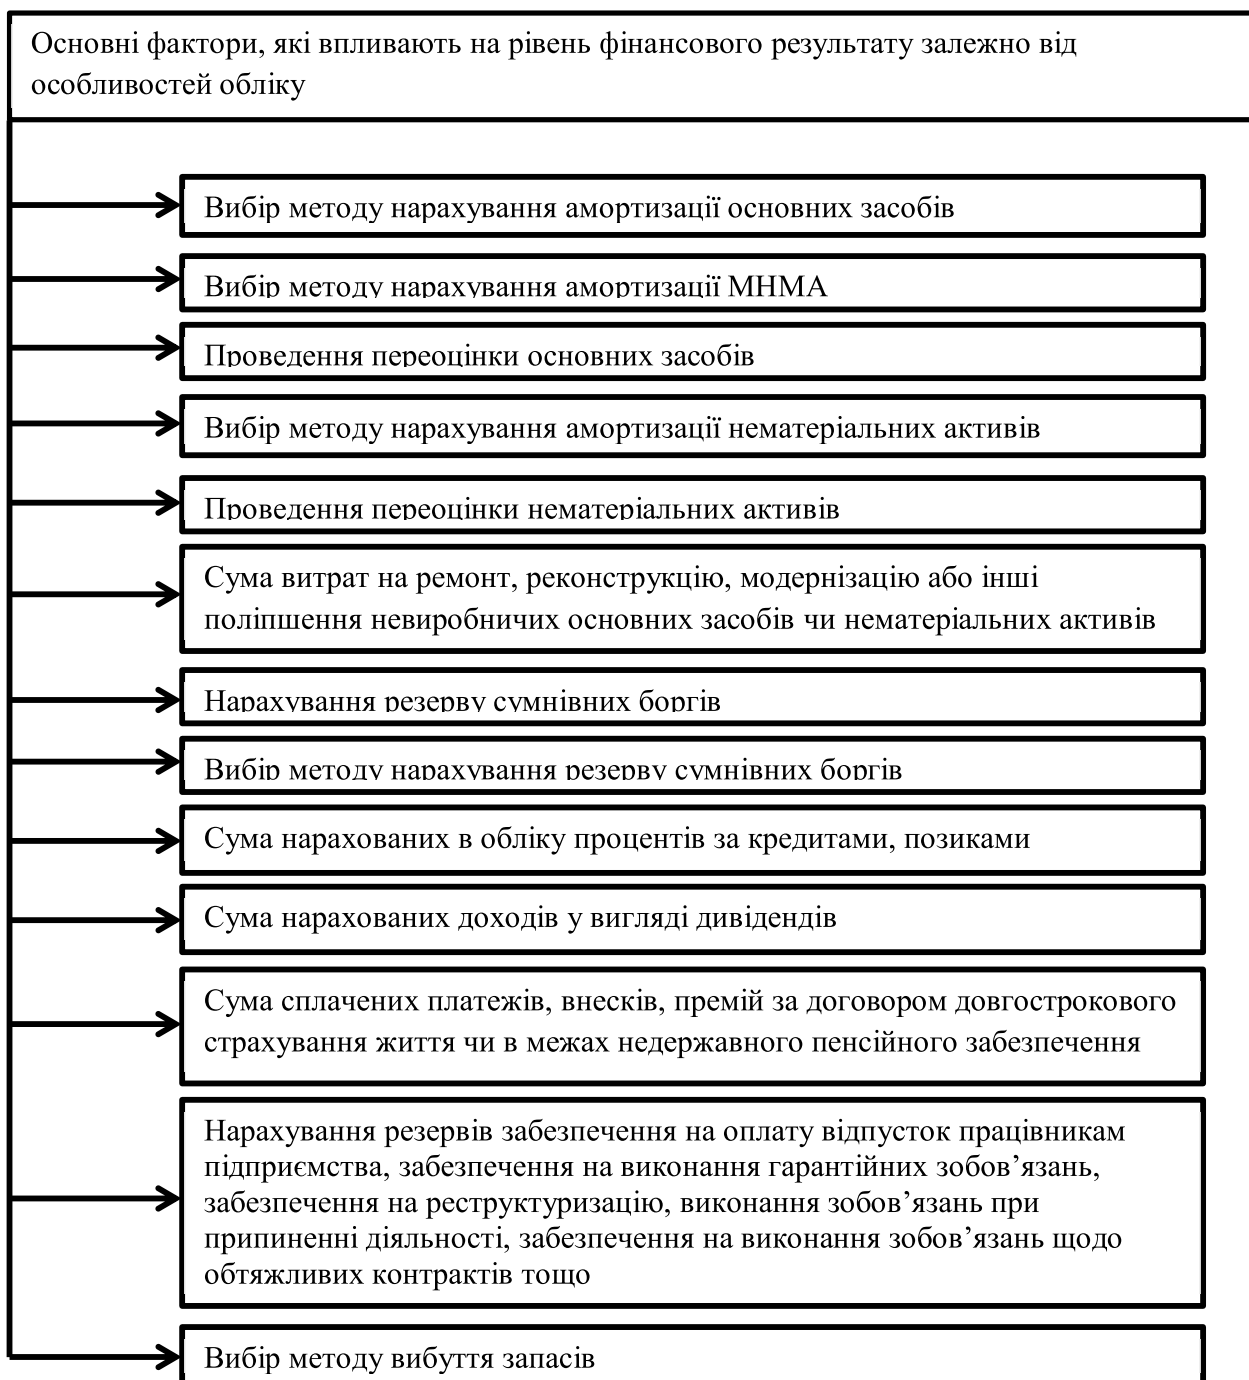 Основні фактори, які впливають на рівень фінансового результату залежно від
особливостей обліку
Вибір методу нарахування амортизації основних засобів
Вибір методу нарахування амортизації МНМА
Проведення переоцінки основних засобів
Вибір методу нарахування амортизації нематеріальних активів
Проведення переоцінки нематеріальних активів
Сума витрат на ремонт, реконструкцію, модернізацію або інші
поліпшення невиробничих основних засобів чи нематеріальних активів
Нарахування резерву сумнівних боргів
Вибір методу нарахування резерву сумнівних боргів
Сума нарахованих в обліку процентів за кредитами, позиками
Сума нарахованих доходів у вигляді дивідендів
Сума сплачених платежів, внесків, премій за договором довгострокового
страхування життя чи в межах недержавного пенсійного забезпечення
Нарахування резервів забезпечення на оплату відпусток працівникам
підприємства, забезпечення на виконання гарантійних зобов’язань,
забезпечення на реструктуризацію, виконання зобов’язань при
припиненні діяльності, забезпечення на виконання зобов’язань щодо
обтяжливих контрактів тощо
Вибір методу вибуття запасів